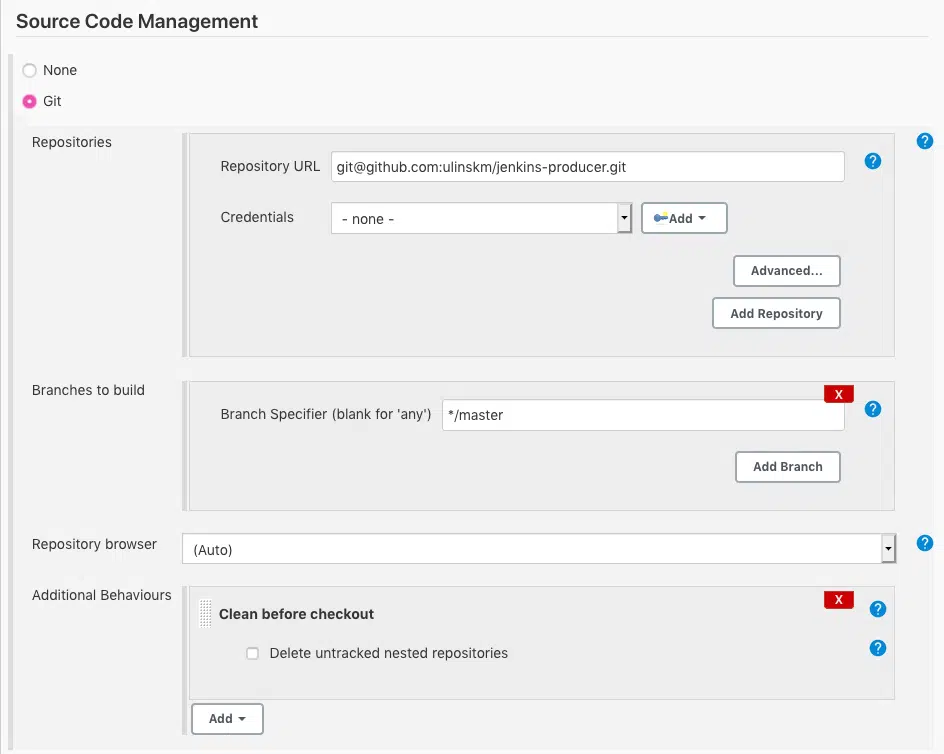 Source Code Management
None
Git
Repositories
?
Repository URL git@github.com:ulinskm/jenkins-producer.git ?
Credentials - none - Add
Advanced...
Add Repository
Branches to build
X
Branch Specifier (blank for 'any') */master ?
Add Branch
Repository browser (Auto) ?
Additional Behaviours
X
Clean before checkout ?
Delete untracked nested repositories ?
Add